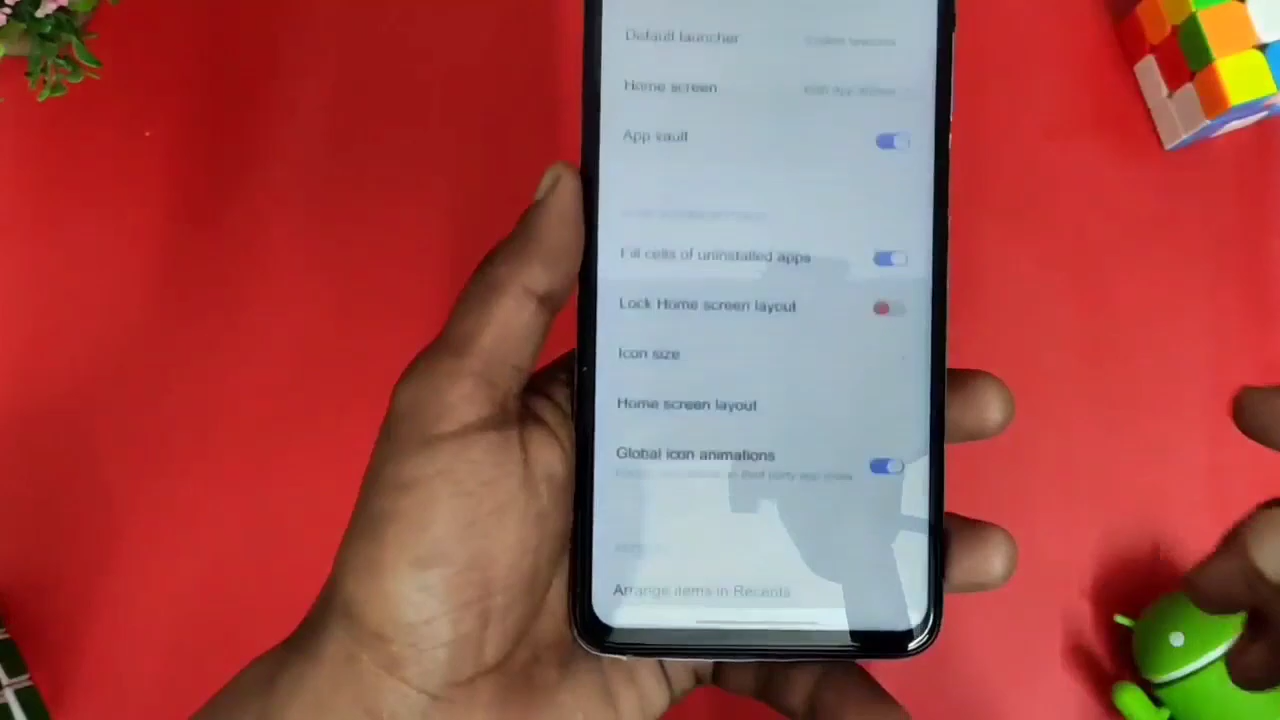 Default launcher
Home screen
App vault
Fill cells of uninstalled apps
Lock Home screen layout
Icon size
Home screen layout
Global icon animations
Arrange items in Recents